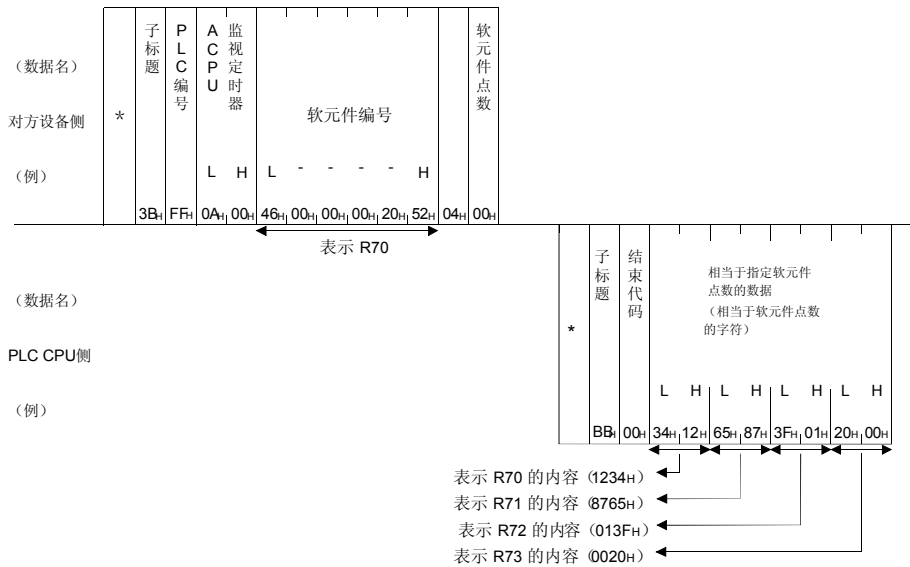 (数据名)
对方设备侧
(例)
*
子标题
PLC编号
ACPU
监视定时器
软元件编号
软元件点数
L H L - - - - H
3BH FFH 0AH 00H 46H 00H 00H 00H 20H 52H 04H 00H
表示 R70
(数据名)
PLC CPU侧
(例)
*
子标题
结束代码
相当于指定软元件
点数的数据
(相当于软元件点数
的字符)
L H L H L H L H
BBH 00H 34H 12H 65H 87H 3FH 01H 20H 00H
表示 R70 的内容(1234H)
表示 R71 的内容(8765H)
表示 R72 的内容(013FH)
表示 R73 的内容(0020H)